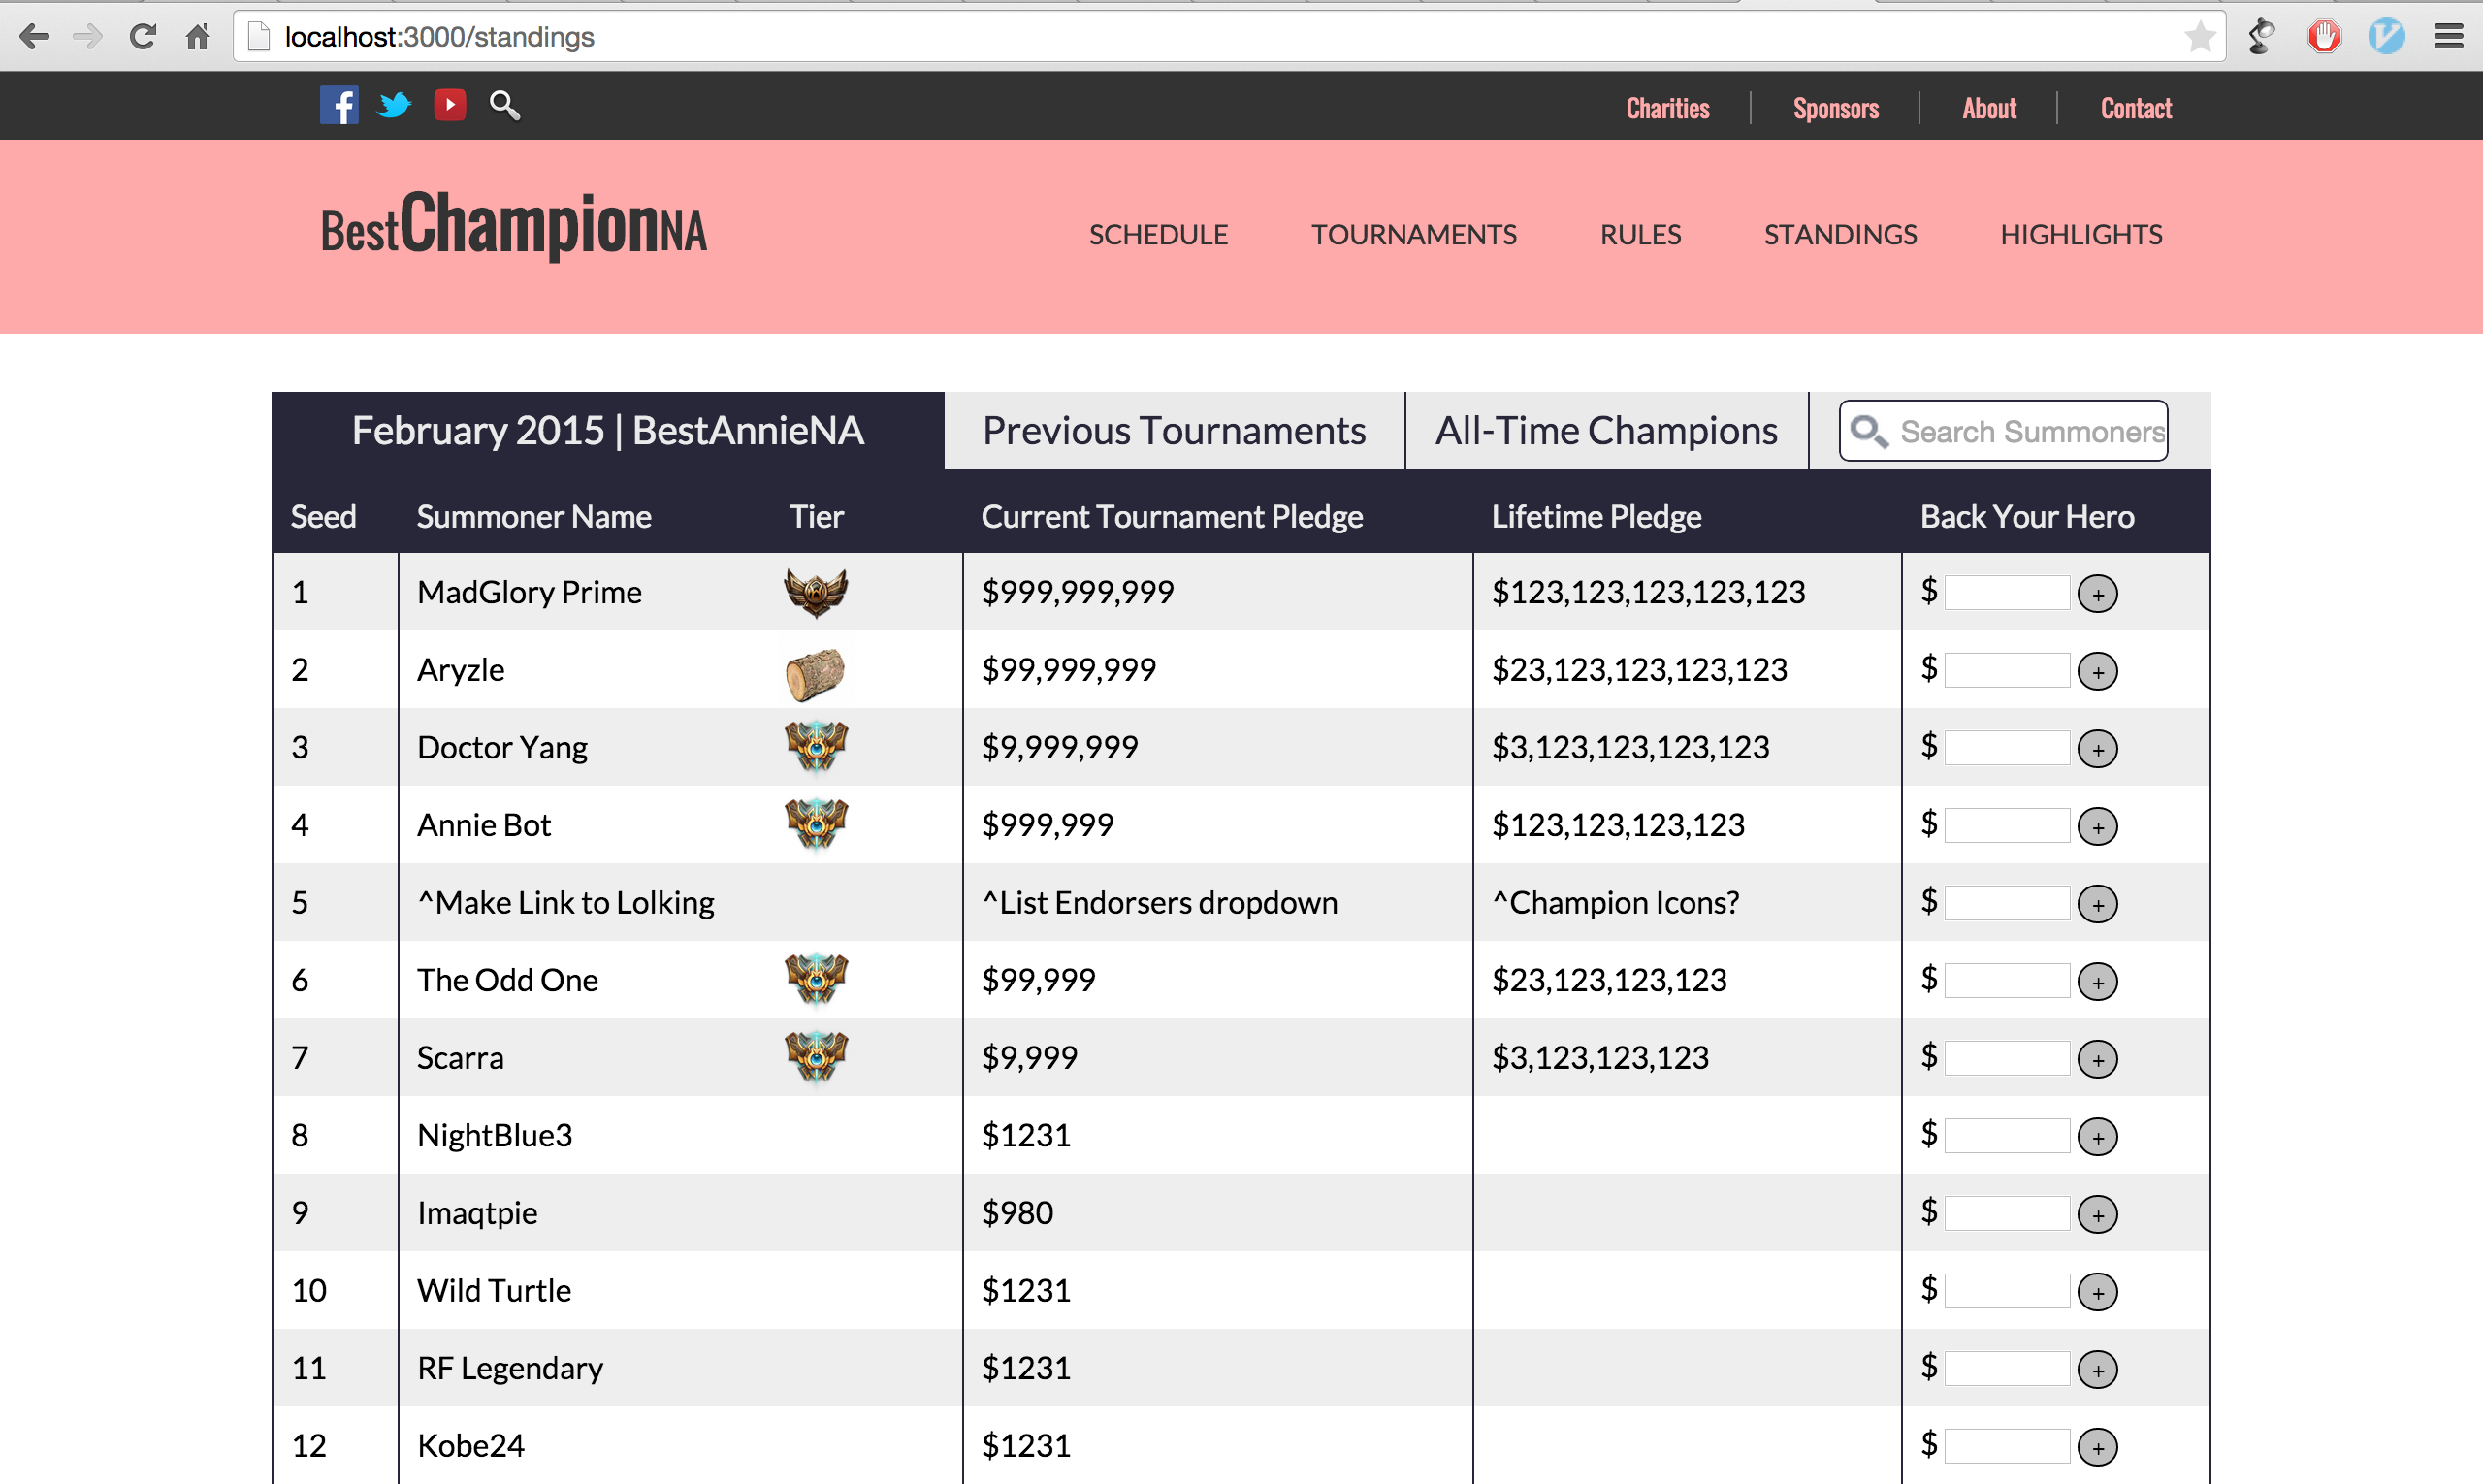 localhost:3000/standings
Charities Sponsors About Contact
BestChampionNA
SCHEDULE TOURNAMENTS RULES STANDINGS HIGHLIGHTS
February 2015 | BestAnnieNA Previous Tournaments All-Time Champions Search Summoners
Seed Summoner Name Tier Current Tournament Pledge Lifetime Pledge Back Your Hero
1 MadGlory Prime $999,999,999 $123,123,123,123,123 $ +
2 Aryzle $99,999,999 $23,123,123,123,123 $ +
3 Doctor Yang $9,999,999 $3,123,123,123,123 $ +
4 Annie Bot $999,999 $123,123,123,123 $ +
5 ^Make Link to Lolking ^List Endorsers dropdown ^Champion Icons? $ +
6 The Odd One $99,999 $23,123,123,123 $ +
7 Scarra $9,999 $3,123,123,123 $ +
8 NightBlue3 $1231 $ +
9 Imaqtpie $980 $ +
10 Wild Turtle $1231 $ +
11 RF Legendary $1231 $ +
12 Kobe24 $1231 $ +